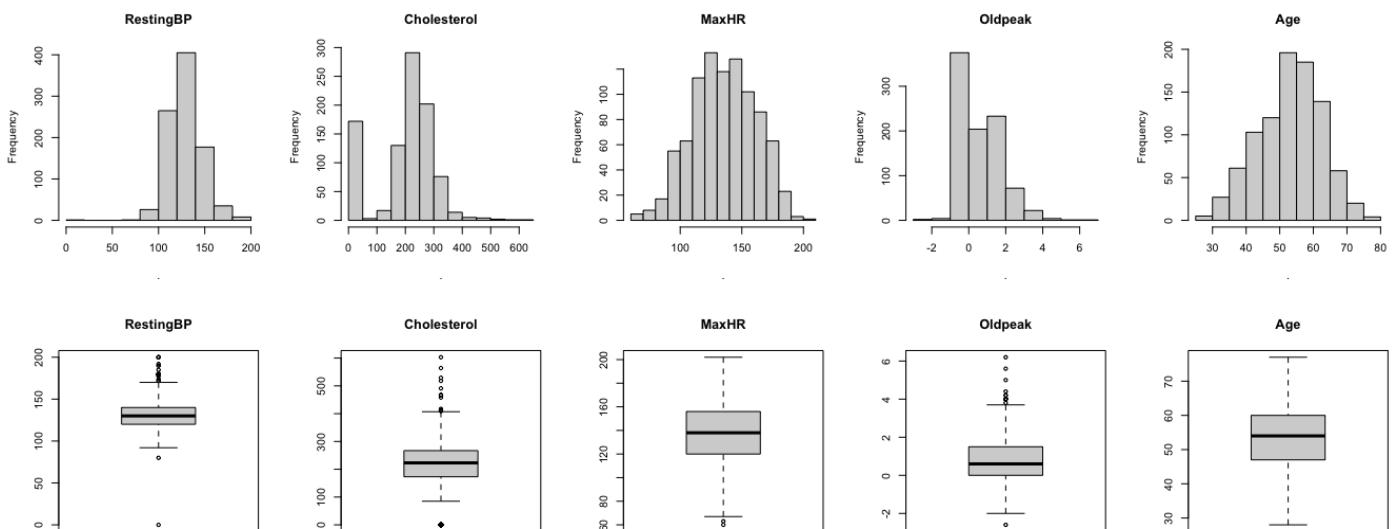 RestingBP
Cholesterol
MaxHR
Oldpeak
Age
Frequency
0 100 200 300 400
0 50 100 150 200
Frequency
0 50 100 150 200 250 300
0 100 200 300 400 500 600
Frequency
0 20 40 60 80 100
100 150 200
Frequency
0 100 200 300
-2 0 2 4 6
Frequency
0 50 100 150 200
30 40 50 60 70 80
RestingBP
Cholesterol
MaxHR
Oldpeak
Age
0 50 100 150 200
0 100 300 500
60 80 120 160 200
-2 0 2 4 6
30 40 50 60 70